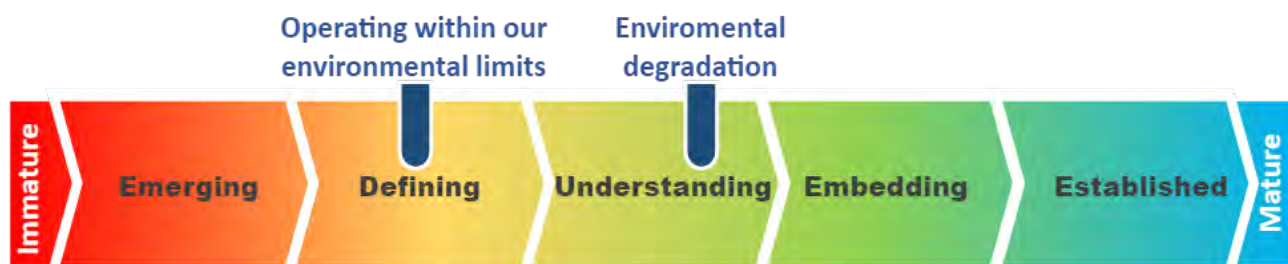 Operating within our
environmental limits
Enviromental
degradation
Immature
Emerging
Defining
Understanding
Embedding
Established
Mature